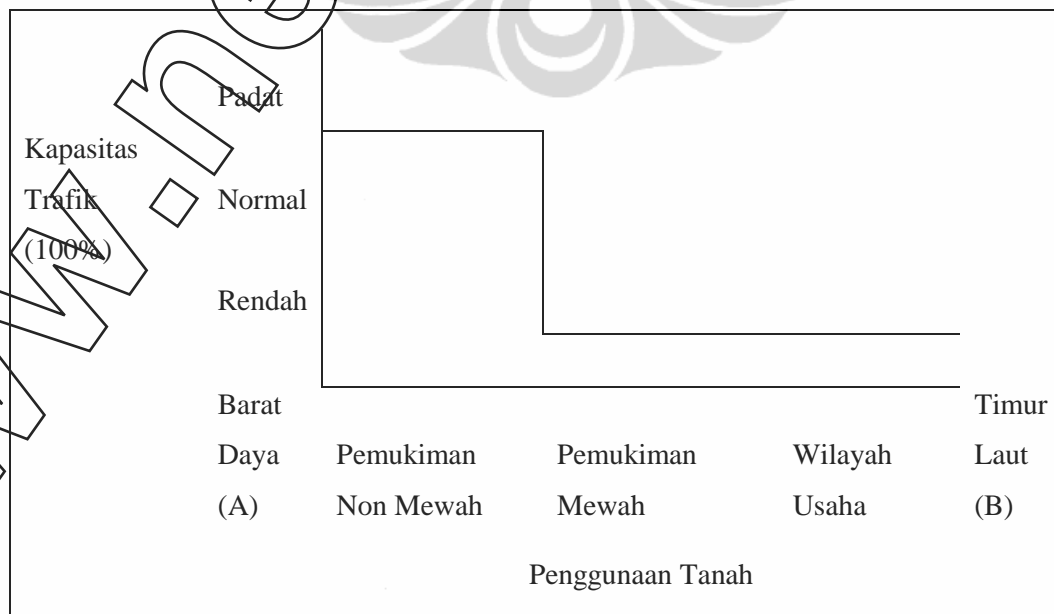 Padat
Kapasitas
Trafik
(100%)
Normal
Rendah
Barat
Daya
(A)
Pemukiman
Non Mewah
Pemukiman
Mewah
Wilayah
Usaha
Timur
Laut
(B)
Penggunaan Tanah